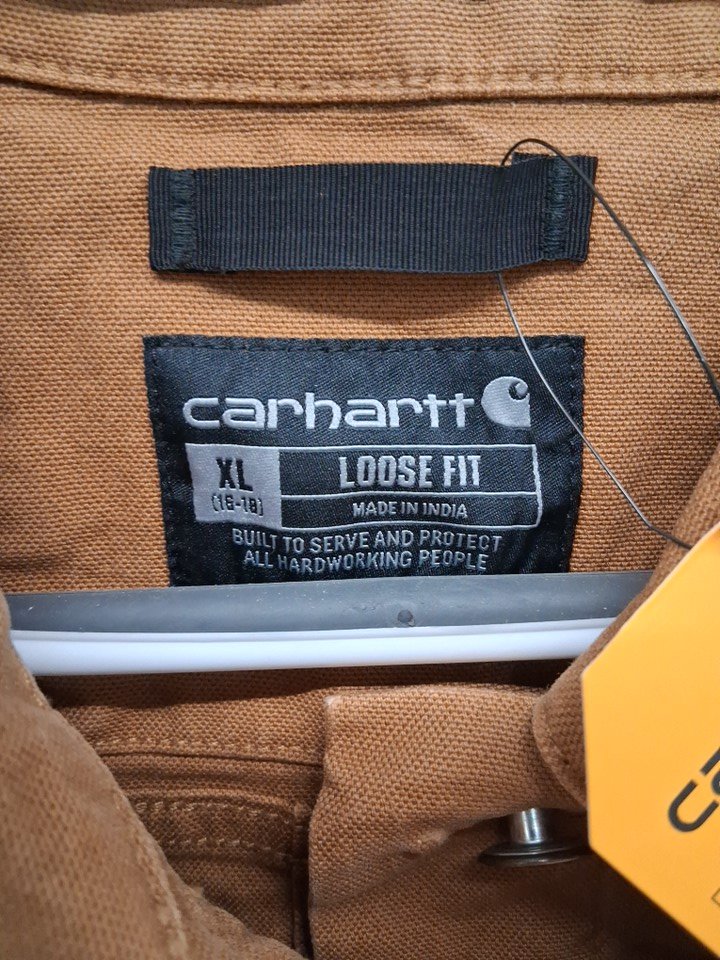 carhartt
XL
(16-18)
LOOSE FIT
MADE IN INDIA
BUILT TO SERVE AND PROTECT
ALL HARDWORKING PEOPLE